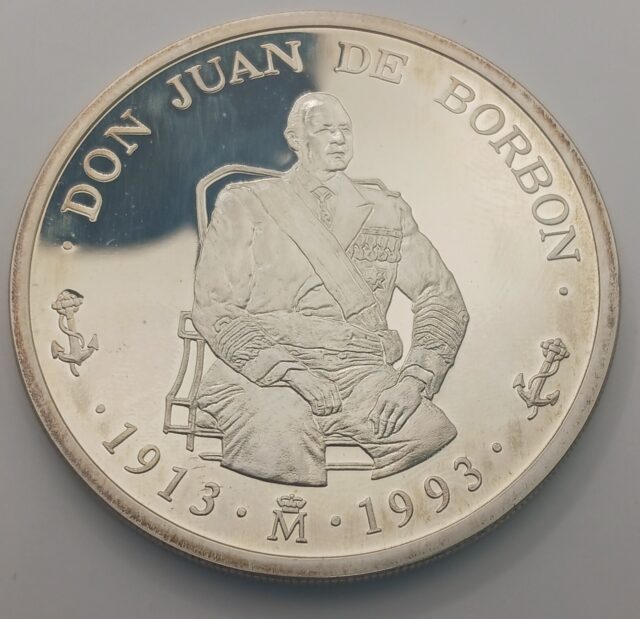 · DON JUAN DE BORBON ·
· 1913 · M · 1993 ·